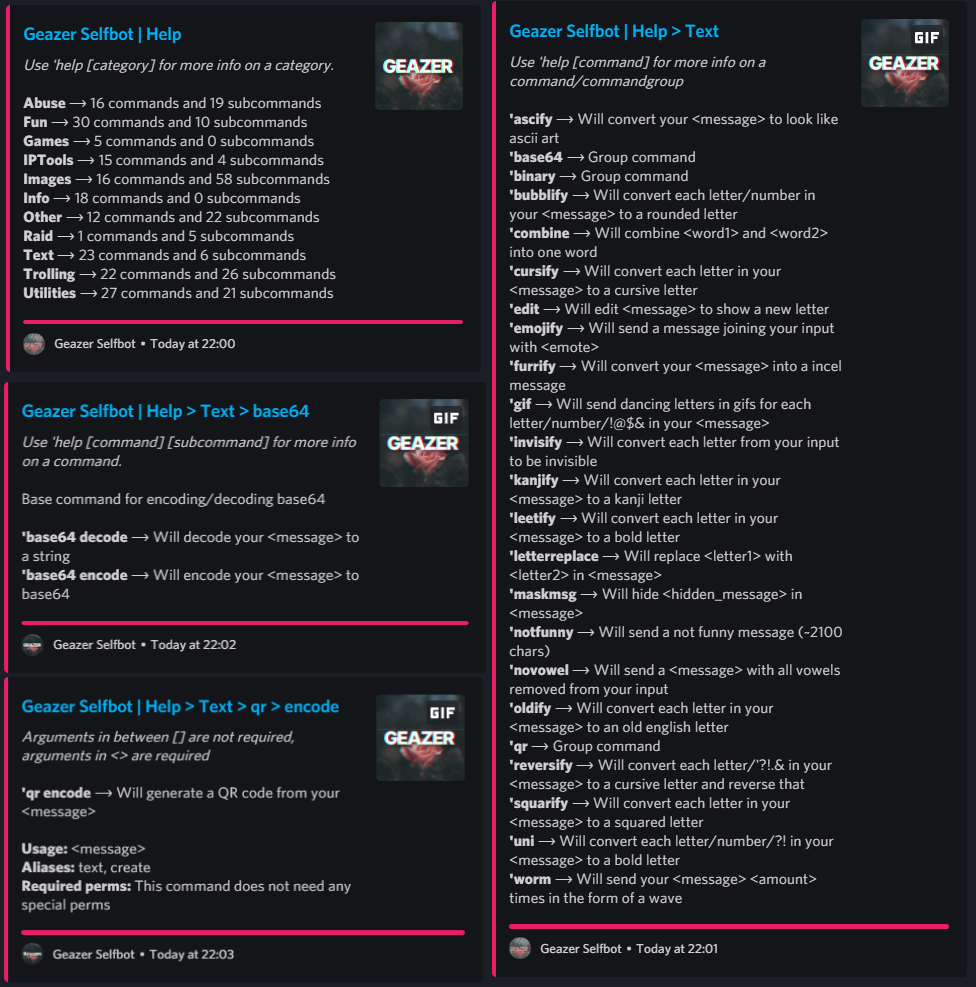 Geazer Selfbot | Help
Use 'help [category] for more info on a category.
GEAZER
Abuse ⟶ 16 commands and 19 subcommands
Fun ⟶ 30 commands and 10 subcommands
Games ⟶ 5 commands and 0 subcommands
IPTools ⟶ 15 commands and 4 subcommands
Images ⟶ 16 commands and 58 subcommands
Info ⟶ 18 commands and 0 subcommands
Other ⟶ 12 commands and 22 subcommands
Raid ⟶ 1 commands and 5 subcommands
Text ⟶ 23 commands and 6 subcommands
Trolling ⟶ 22 commands and 26 subcommands
Utilities ⟶ 27 commands and 21 subcommands
Geazer Selfbot • Today at 22:00
Geazer Selfbot | Help > Text > base64
GIF
GEAZER
Use 'help [command] [subcommand] for more info
on a command.
Base command for encoding/decoding base64
'base64 decode ⟶ Will decode your <message> to
a string
'base64 encode ⟶ Will encode your <message> to
base64
Geazer Selfbot • Today at 22:02
Geazer Selfbot | Help > Text > qr > encode
GIF
GEAZER
Arguments in between [] are not required,
arguments in <> are required
'qr encode ⟶ Will generate a QR code from your
<message>
Usage: <message>
Aliases: text, create
Required perms: This command does not need any
special perms
Geazer Selfbot • Today at 22:03
Geazer Selfbot | Help > Text
GIF
GEAZER
Use 'help [command] for more info on a
command/commandgroup
'ascify ⟶ Will convert your <message> to look like
ascii art
'base64 ⟶ Group command
'binary ⟶ Group command
'bubblify ⟶ Will convert each letter/number in
your <message> to a rounded letter
'combine ⟶ Will combine <word1> and <word2>
into one word
'cursify ⟶ Will convert each letter in your
<message> to a cursive letter
'edit ⟶ Will edit <message> to show a new letter
'emojify ⟶ Will send a message joining your input
with <emote>
'furrify ⟶ Will convert your <message> into a incel
message
'gif ⟶ Will send dancing letters in gifs for each
letter/number/!@$& in your <message>
'invisify ⟶ Will convert each letter from your input
to be invisible
'kanjify ⟶ Will convert each letter in your
<message> to a kanji letter
'leetify ⟶ Will convert each letter in your
<message> to a bold letter
'letterreplace ⟶ Will replace <letter1> with
<letter2> in <message>
'maskmsg ⟶ Will hide <hidden_message> in
<message>
'notfunny ⟶ Will send a not funny message (~2100
chars)
'novowel ⟶ Will send a <message> with all vowels
removed from your input
'oldify ⟶ Will convert each letter in your
<message> to an old english letter
'qr ⟶ Group command
'reversify ⟶ Will convert each letter/'?!.& in your
<message> to a cursive letter and reverse that
'squarify ⟶ Will convert each letter in your
<message> to a squared letter
'uni ⟶ Will convert each letter/number/?! in your
<message> to a bold letter
'worm ⟶ Will send your <message> <amount>
times in the form of a wave
Geazer Selfbot • Today at 22:01